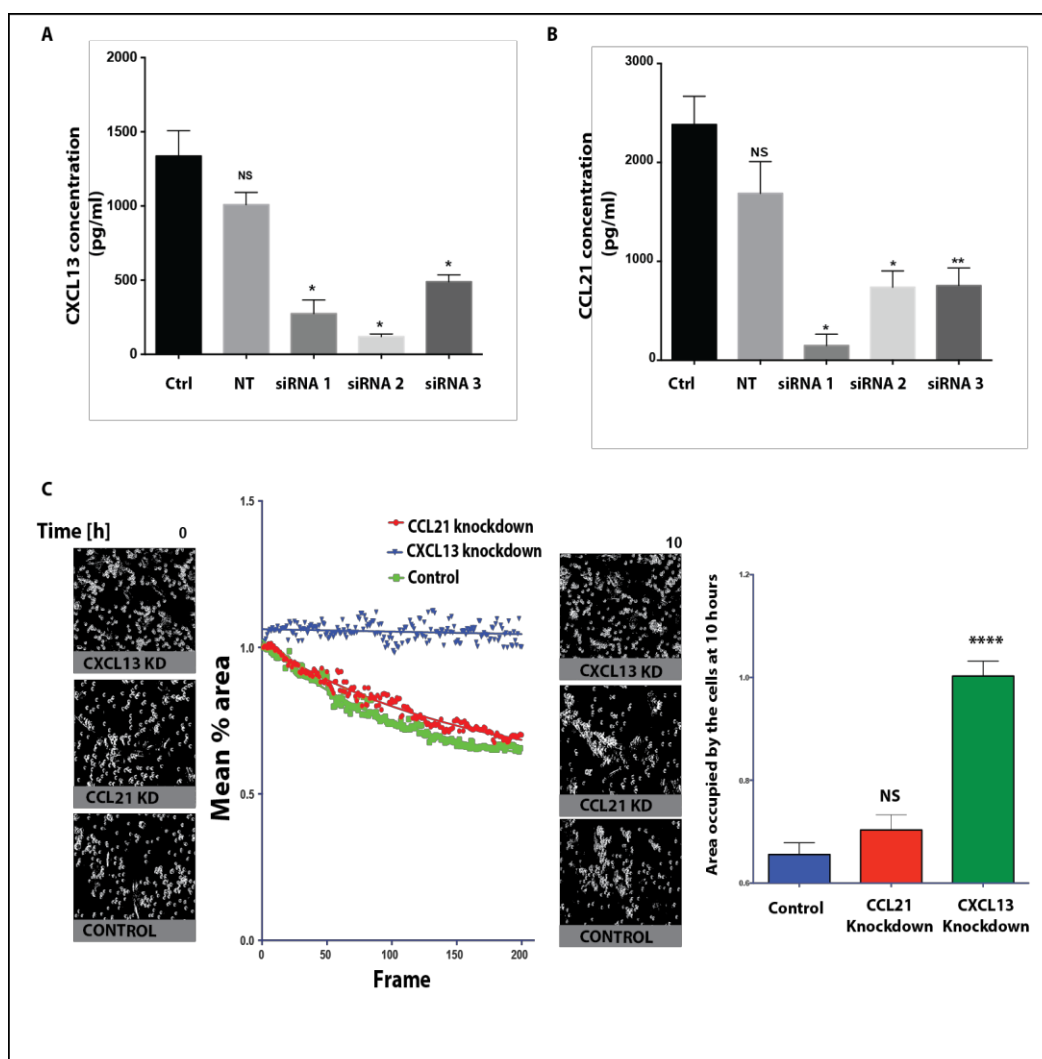 A
CXCL13 concentration
(pg/ml)
2000
1500
1000
500
0
NS
*
*
*
Ctrl
NT
siRNA 1
siRNA 2
siRNA 3
B
CCL21 concentration
(pg/ml)
3000
2000
1000
0
NS
*
*
**
Ctrl
NT
siRNA 1
siRNA 2
siRNA 3
C
Time [h]
0
CXCL13 KD
CCL21 KD
CONTROL
Mean % area
1.5
1.0
0.5
0.0
CCL21 knockdown
CXCL13 knockdown
Control
0
50
100
150
200
Frame
10
CXCL13 KD
CCL21 KD
CONTROL
Area occupied by the cells at 10 hours
1.2
1.0
0.8
0.6
NS
****
Control
CCL21
Knockdown
CXCL13
Knockdown